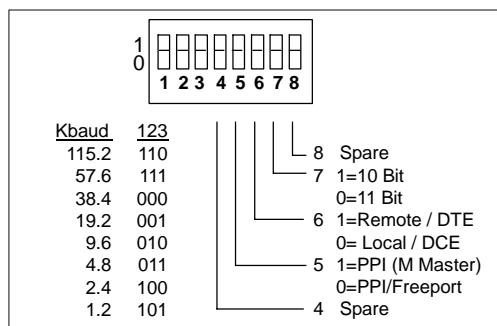 1
0
1 2 3 4 5 6 7 8
Kbaud 123
115.2 110
57.6 111
38.4 000
19.2 001
9.6 010
4.8 011
2.4 100
1.2 101
8 Spare
7 1=10 Bit
0=11 Bit
6 1=Remote / DTE
0= Local / DCE
5 1=PPI (M Master)
0=PPI/Freeport
4 Spare